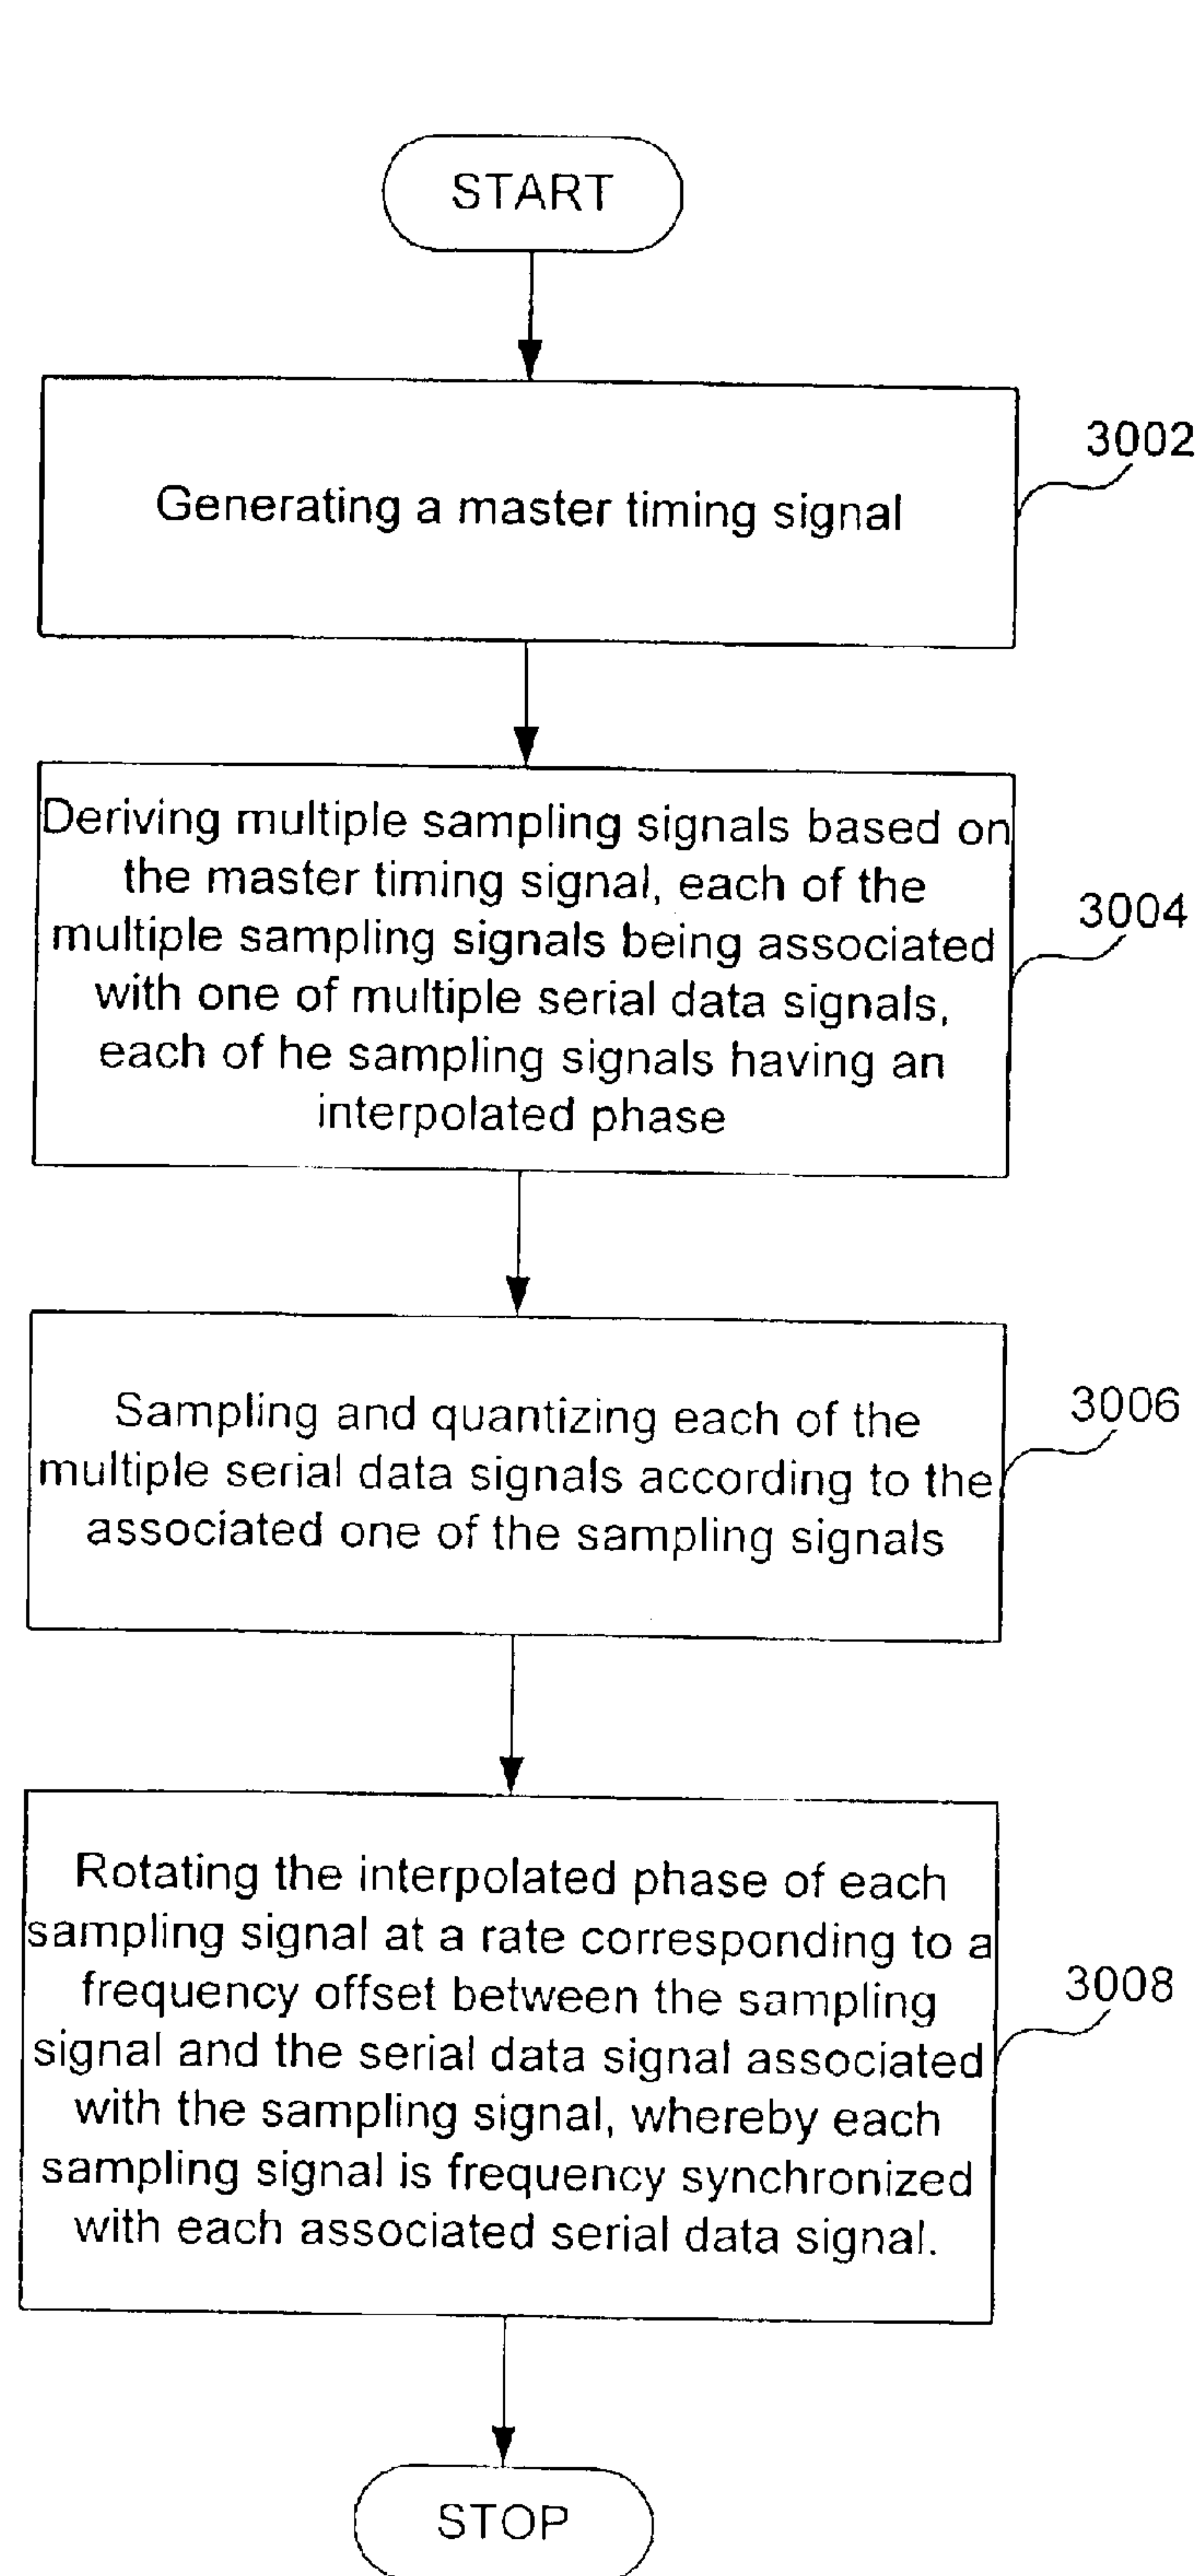 START
3002
Generating a master timing signal
Deriving multiple sampling signals based on
the master timing signal, each of the
3004
multiple sampling signals being associated
with one of multiple serial data signals,
each of he sampling signals having an
interpolated phase
3006
Sampling and quantizing each of the
multiple serial data signals according to the
associated one of the sampling signals
Rotating the interpolated phase of each
sampling signal at a rate corresponding to a
frequency offset between the sampling
3008
signal and the serial data signal associated
with the sampling signal, whereby each
sampling signal is frequency synchronized
with each associated serial data signal.
STOP